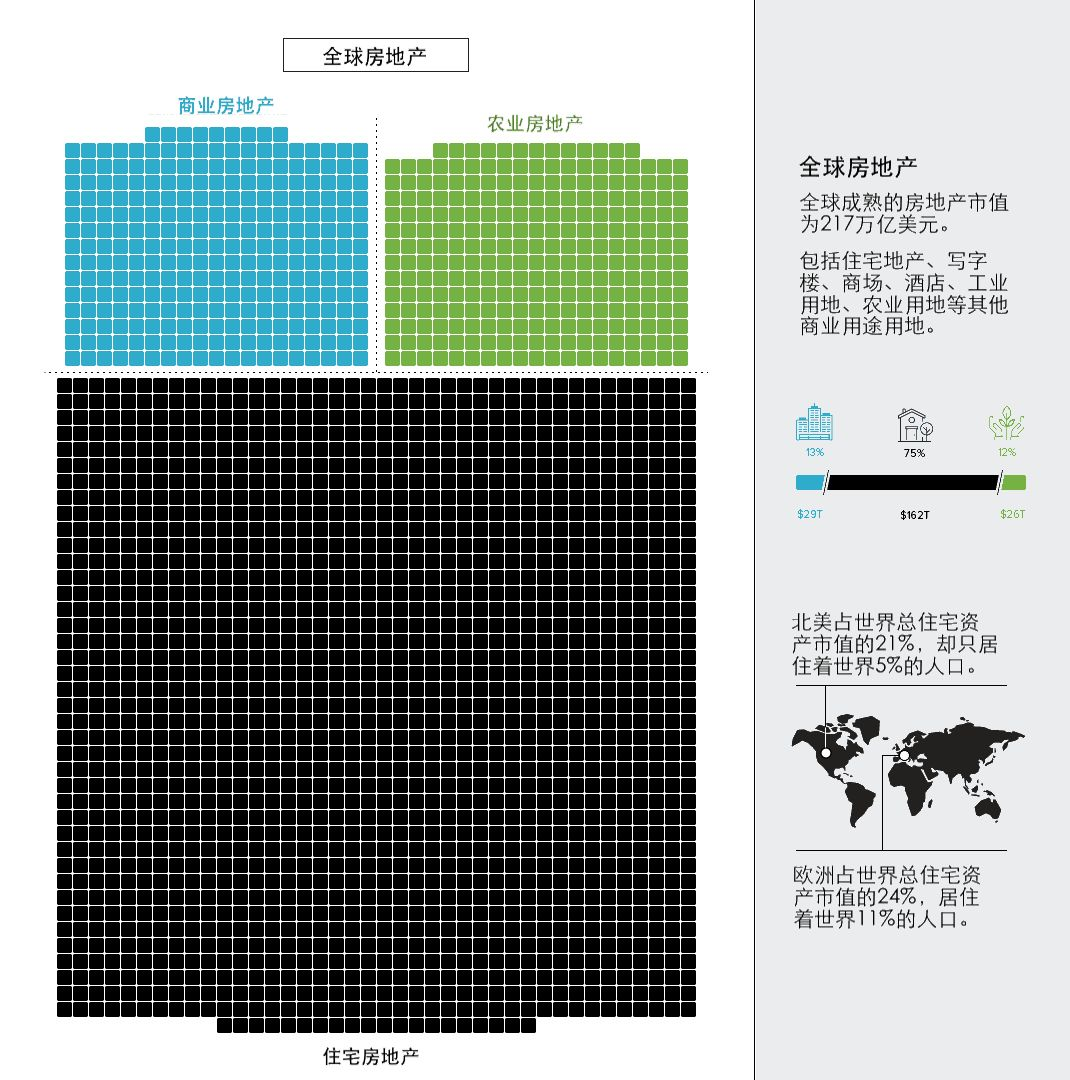 全球房地产
商业房地产
农业房地产
住宅房地产
全球房地产
全球成熟的房地产市值
为217万亿美元。
包括住宅地产、写字
楼、商场、酒店、工业
用地、农业用地等其他
商业用途用地。
13%
75%
12%
$29T
$162T
$26T
北美占世界总住宅资
产市值的21%，却只居
住着世界5%的人口。
欧洲占世界总住宅资
产市值的24%，居住
着世界11%的人口。